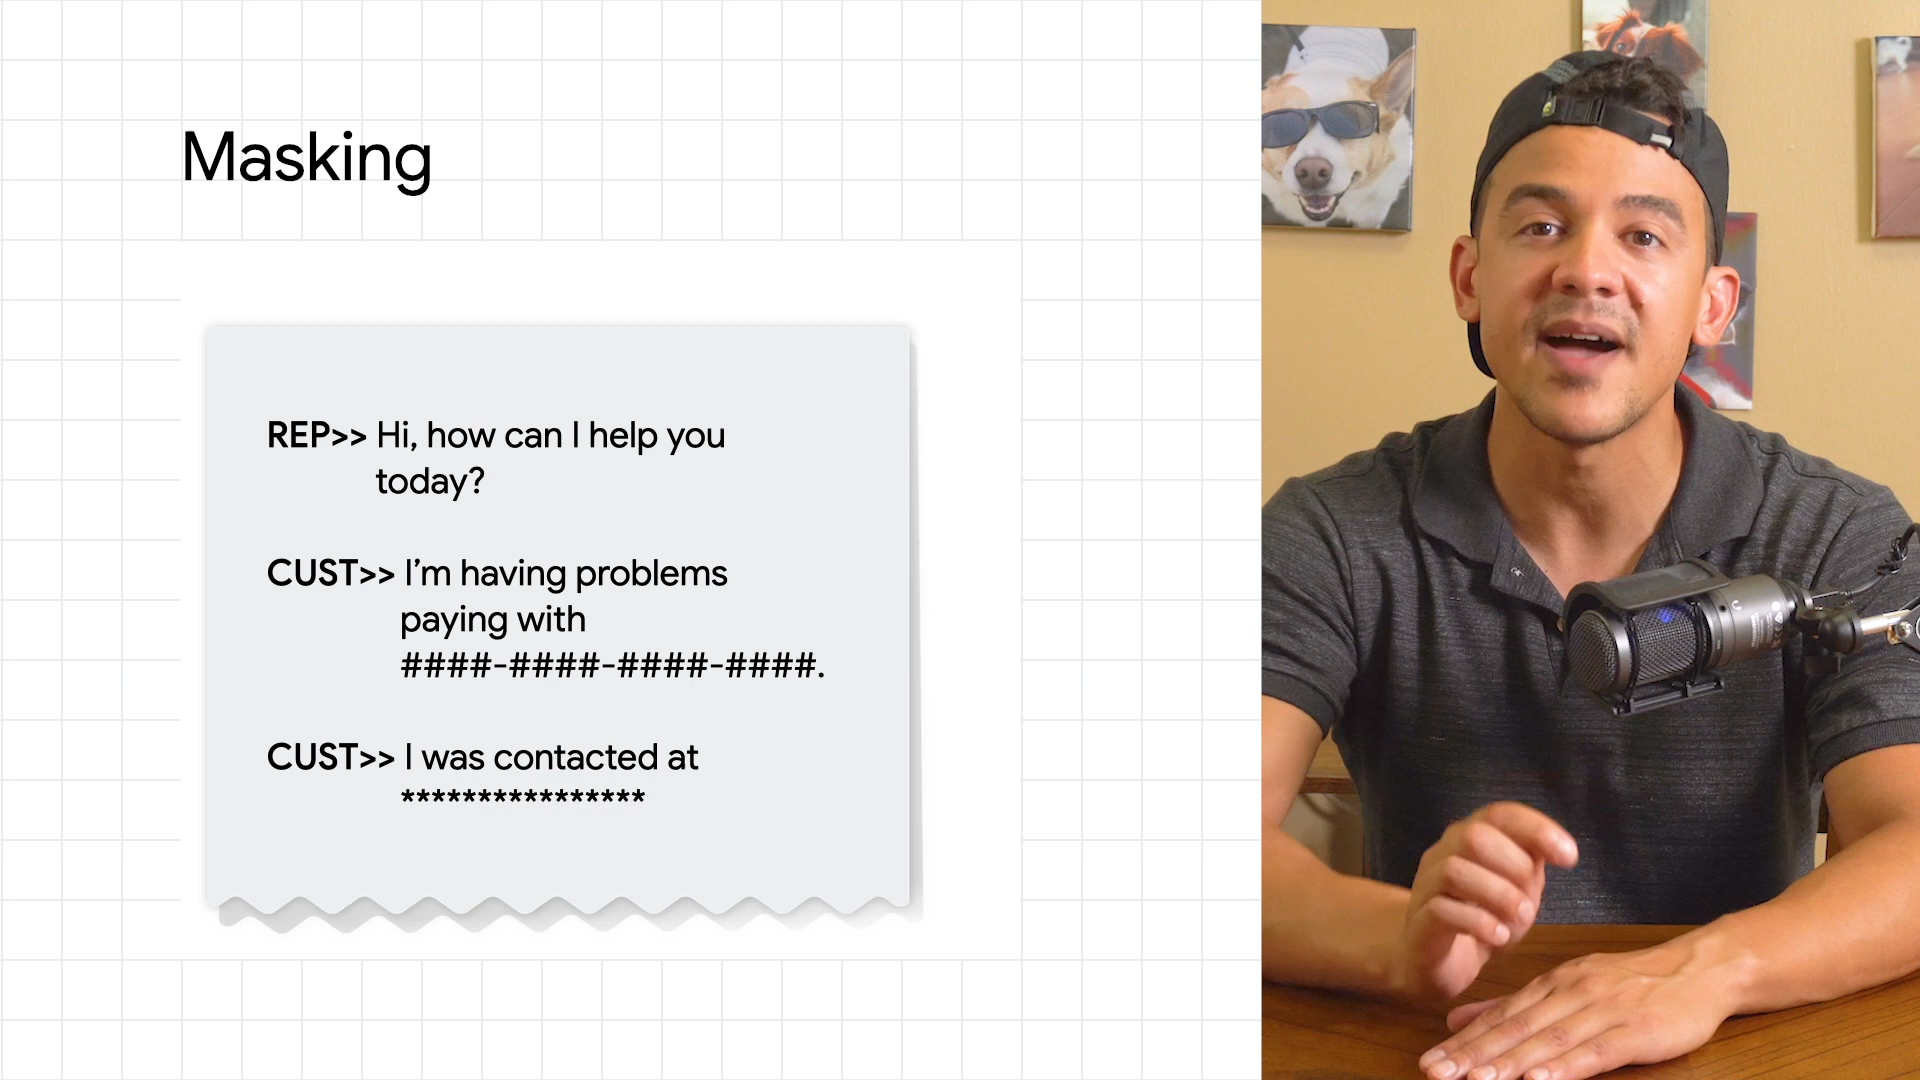 Masking
REP>> Hi, how can I help you
today?
CUST>> I’m having problems
paying with
####-####-####-####.
CUST>> I was contacted at
****************